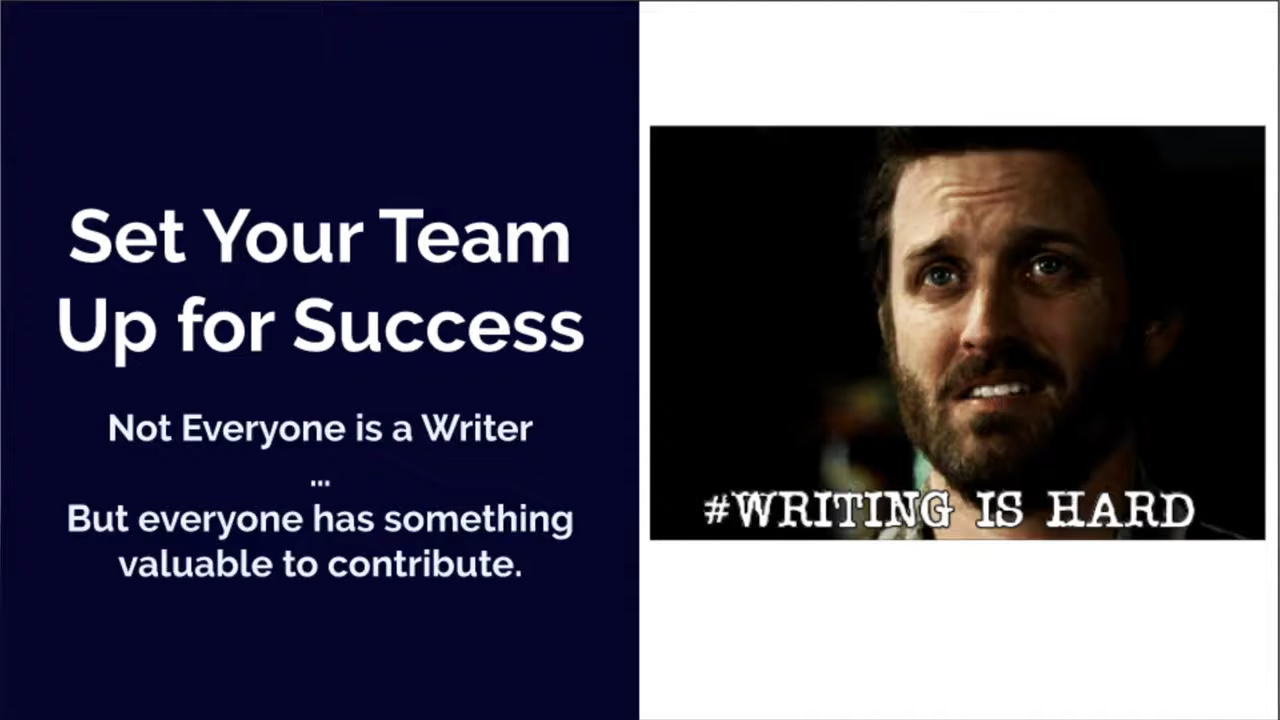 Set Your Team
Up for Success
Not Everyone is a Writer
...
But everyone has something
valuable to contribute.
#WRITING IS HARD